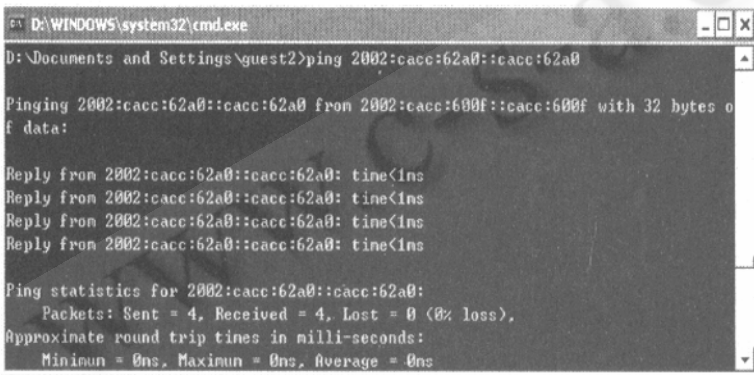 D:\WINDOWS\system32\cmd.exe
D:\Documents and Settings\guest2>ping 2002:cacc:62a0::cacc:62a0
Pinging 2002:cacc:62a0::cacc:62a0 from 2002:cacc:600f::cacc:600f with 32 bytes o
f data:
Reply from 2002:cacc:62a0::cacc:62a0: time<1ms
Reply from 2002:cacc:62a0::cacc:62a0: time<1ms
Reply from 2002:cacc:62a0::cacc:62a0: time<1ms
Reply from 2002:cacc:62a0::cacc:62a0: time<1ms
Ping statistics for 2002:cacc:62a0::cacc:62a0:
Packets: Sent = 4, Received = 4, Lost = 0 (0% loss),
Approximate round trip times in milli-seconds:
Minimum = 0ms, Maximum = 0ms, Average = 0ms